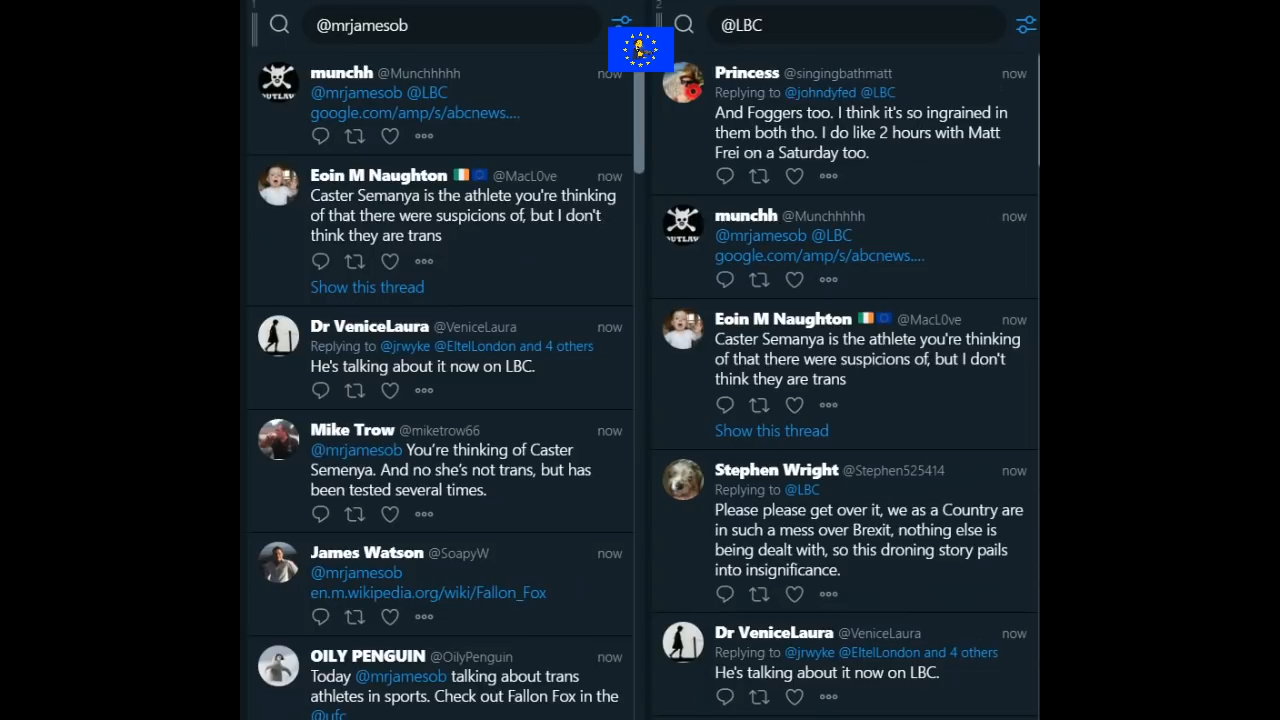 1
@mrjamesob
munchh @Munchhhhh now
@mrjamesob @LBC
google.com/amp/s/abcnews....
Eoin M Naughton @MacL0ve now
Caster Semanya is the athlete you're thinking
of that there were suspicions of, but I don't
think they are trans
Show this thread
Dr VeniceLaura @VeniceLaura now
Replying to @jrwyke @EltelLondon and 4 others
He's talking about it now on LBC.
Mike Trow @miketrow66 now
@mrjamesob You're thinking of Caster
Semenya. And no she's not trans, but has
been tested several times.
James Watson @SoapyW now
@mrjamesob
en.m.wikipedia.org/wiki/Fallon_Fox
OILY PENGUIN @OilyPenguin now
Today @mrjamesob talking about trans
athletes in sports. Check out Fallon Fox in the
@ufc
2
@LBC
Princess @singingbathmatt now
Replying to @johndyfed @LBC
And Foggers too. I think it's so ingrained in
them both tho. I do like 2 hours with Matt
Frei on a Saturday too.
munchh @Munchhhhh now
@mrjamesob @LBC
google.com/amp/s/abcnews....
Eoin M Naughton @MacL0ve now
Caster Semanya is the athlete you're thinking
of that there were suspicions of, but I don't
think they are trans
Show this thread
Stephen Wright @Stephen525414 now
Replying to @LBC
Please please get over it, we as a Country are
in such a mess over Brexit, nothing else is
being dealt with, so this droning story pails
into insignificance.
Dr VeniceLaura @VeniceLaura now
Replying to @jrwyke @EltelLondon and 4 others
He's talking about it now on LBC.